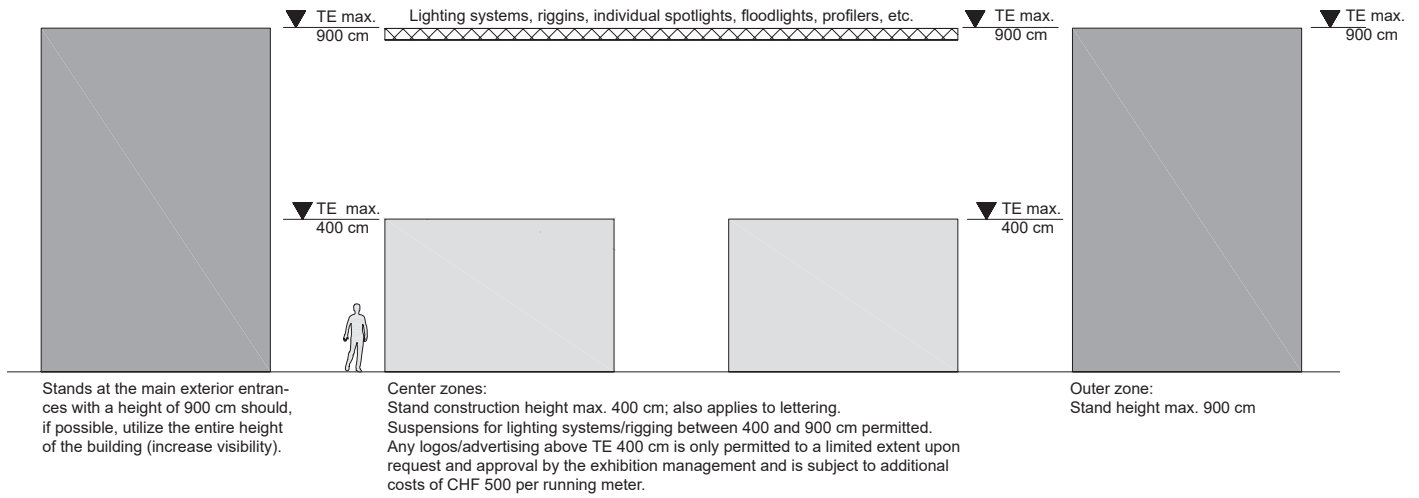 TE max.
900 cm
Lighting systems, riggins, individual spotlights, floodlights, profilers, etc.
TE max.
900 cm
TE max.
900 cm
TE max.
400 cm
TE max.
400 cm
Stands at the main exterior entran-
ces with a height of 900 cm should,
if possible, utilize the entire height
of the building (increase visibility).
Center zones:
Stand construction height max. 400 cm; also applies to lettering.
Suspensions for lighting systems/rigging between 400 and 900 cm permitted.
Any logos/advertising above TE 400 cm is only permitted to a limited extent upon
request and approval by the exhibition management and is subject to additional
costs of CHF 500 per running meter.
Outer zone:
Stand height max. 900 cm